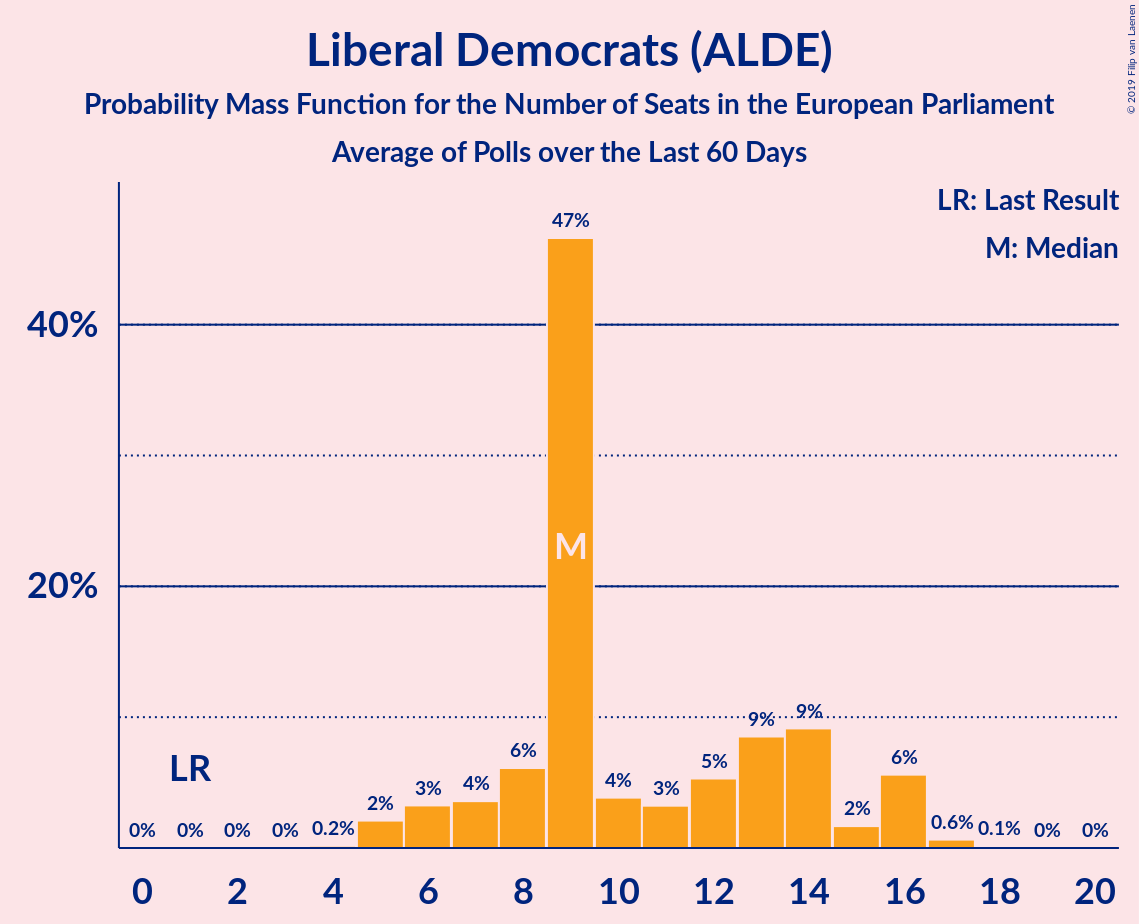 Liberal Democrats (ALDE)
Probability Mass Function for the Number of Seats in the European Parliament
Average of Polls over the Last 60 Days
© 2019 Filip van Laenen
LR: Last Result
M: Median
40%
20%
47%
M
LR
0% 0% 0% 0% 0.2% 2% 3% 4% 6% 4% 3% 5% 9% 9% 2% 6% 0.6% 0.1% 0% 0%
0 2 4 6 8 10 12 14 16 18 20